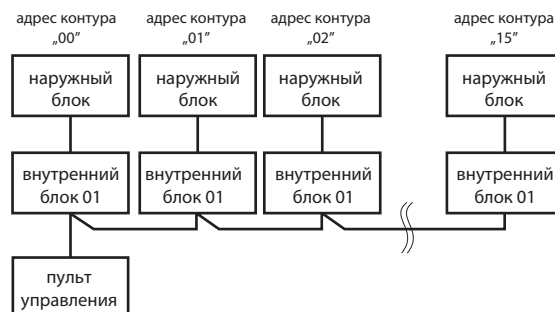 адрес контура
„00”
адрес контура
„01”
адрес контура
„02”
адрес контура
„15”
наружный
блок
наружный
блок
наружный
блок
наружный
блок
внутренний
блок 01
внутренний
блок 01
внутренний
блок 01
внутренний
блок 01
пульт
управления